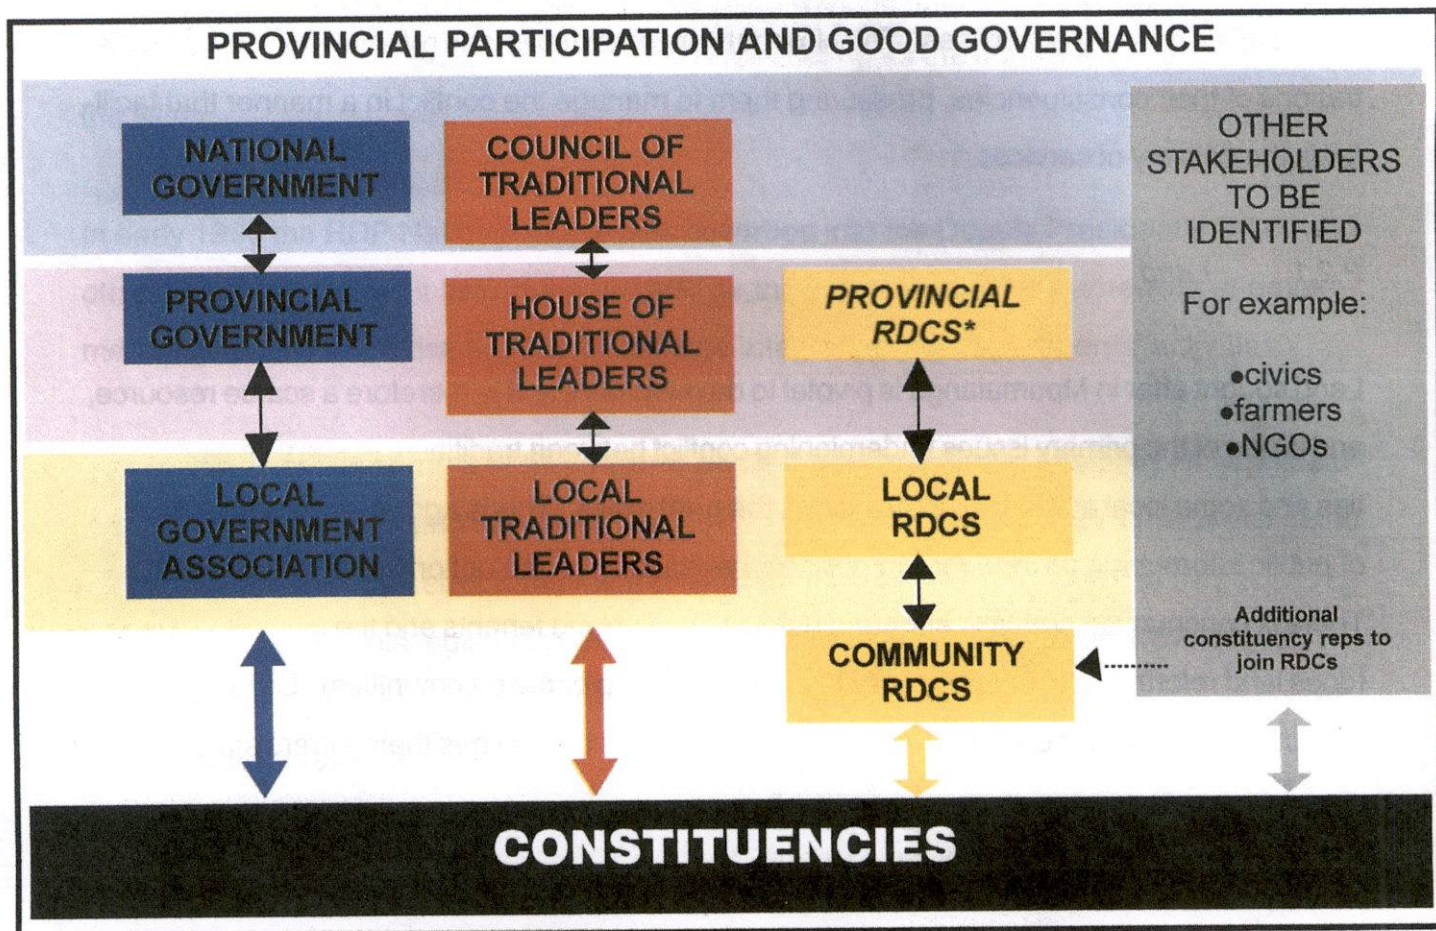 PROVINCIAL PARTICIPATION AND GOOD GOVERNANCE
NATIONAL
GOVERNMENT
PROVINCIAL
GOVERNMENT
LOCAL
GOVERNMENT
ASSOCIATION
COUNCIL OF
TRADITIONAL
LEADERS
HOUSE OF
TRADITIONAL
LEADERS
LOCAL
TRADITIONAL
LEADERS
PROVINCIAL
RDCS*
LOCAL
RDCS
COMMUNITY
RDCS
OTHER
STAKEHOLDERS
TO BE
IDENTIFIED
For example:
●civics
●farmers
●NGOs
Additional
constituency reps to
join RDCs
CONSTITUENCIES